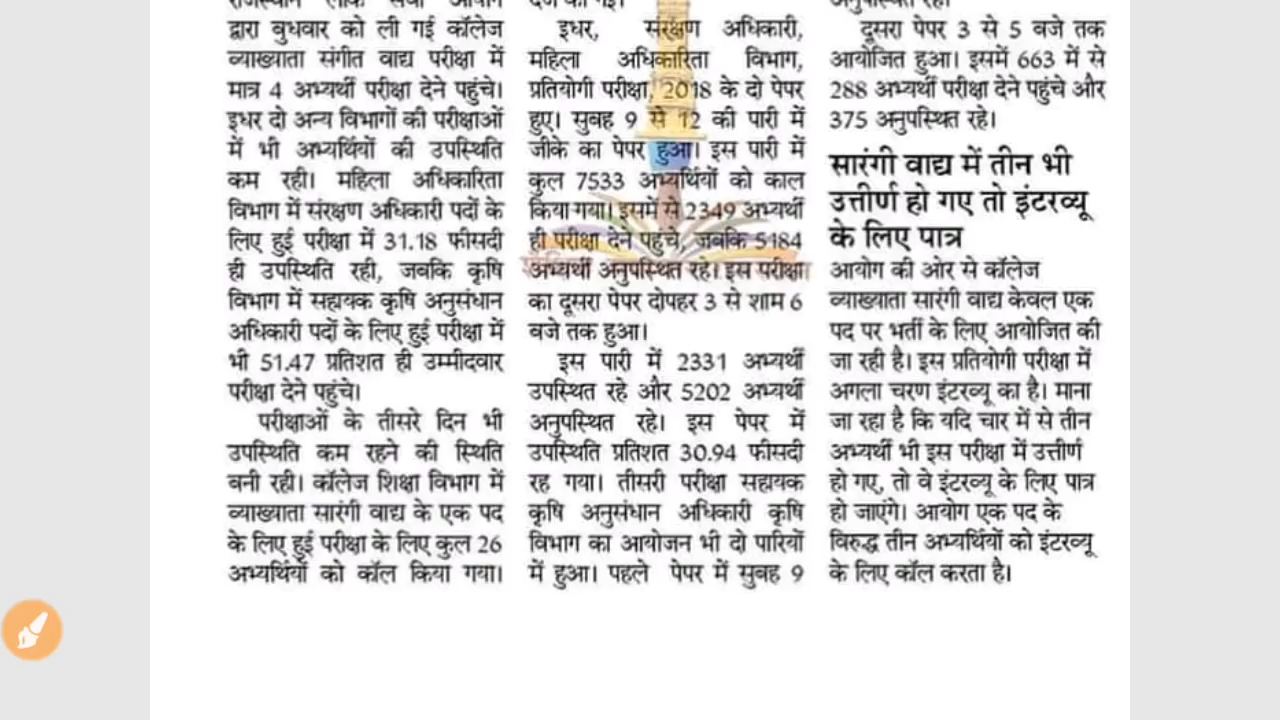 द्वारा बुधवार को ली गई कॉलेज
व्याख्याता संगीत वाद्य परीक्षा में
मात्र 4 अभ्यर्थी परीक्षा देने पहुंचे।
इधर दो अन्य विभागों की परीक्षाओं
में भी अभ्यर्थियों की उपस्थिति
कम रही। महिला अधिकारिता
विभाग में संरक्षण अधिकारी पदों के
लिए हुई परीक्षा में 31.18 फीसदी
ही उपस्थिति रही, जबकि कृषि
विभाग में सहायक कृषि अनुसंधान
अधिकारी पदों के लिए हुई परीक्षा में
भी 51.47 प्रतिशत ही उम्मीदवार
परीक्षा देने पहुंचे।
परीक्षाओं के तीसरे दिन भी
उपस्थिति कम रहने की स्थिति
बनी रही। कॉलेज शिक्षा विभाग में
व्याख्याता सारंगी वाद्य के एक पद
के लिए हुई परीक्षा के लिए कुल 26
अभ्यर्थियों को कॉल किया गया।
इधर, संरक्षण अधिकारी,
महिला अधिकारिता विभाग,
प्रतियोगी परीक्षा, 2018 के दो पेपर
हुए। सुबह 9 से 12 की पारी में
जीके का पेपर हुआ। इस पारी में
कुल 7533 अभ्यर्थियों को काल
किया गया। इसमें से 2349 अभ्यर्थी
ही परीक्षा देने पहुंचे, जबकि 5184
अभ्यर्थी अनुपस्थित रहे। इस परीक्षा
का दूसरा पेपर दोपहर 3 से शाम 6
बजे तक हुआ।
इस पारी में 2331 अभ्यर्थी
उपस्थित रहे और 5202 अभ्यर्थी
अनुपस्थित रहे। इस पेपर में
उपस्थिति प्रतिशत 30.94 फीसदी
रह गया। तीसरी परीक्षा सहायक
कृषि अनुसंधान अधिकारी कृषि
विभाग का आयोजन भी दो पारियों
में हुआ। पहले पेपर में सुबह 9
दूसरा पेपर 3 से 5 बजे तक
आयोजित हुआ। इसमें 663 में से
288 अभ्यर्थी परीक्षा देने पहुंचे और
375 अनुपस्थित रहे।
सारंगी वाद्य में तीन भी
उत्तीर्ण हो गए तो इंटरव्यू
के लिए पात्र
आयोग की ओर से कॉलेज
व्याख्याता सारंगी वाद्य केवल एक
पद पर भर्ती के लिए आयोजित की
जा रही है। इस प्रतियोगी परीक्षा में
अगला चरण इंटरव्यू का है। माना
जा रहा है कि यदि चार में से तीन
अभ्यर्थी भी इस परीक्षा में उत्तीर्ण
हो गए, तो वे इंटरव्यू के लिए पात्र
हो जाएंगे। आयोग एक पद के
विरुद्ध तीन अभ्यर्थियों को इंटरव्यू
के लिए कॉल करता है।